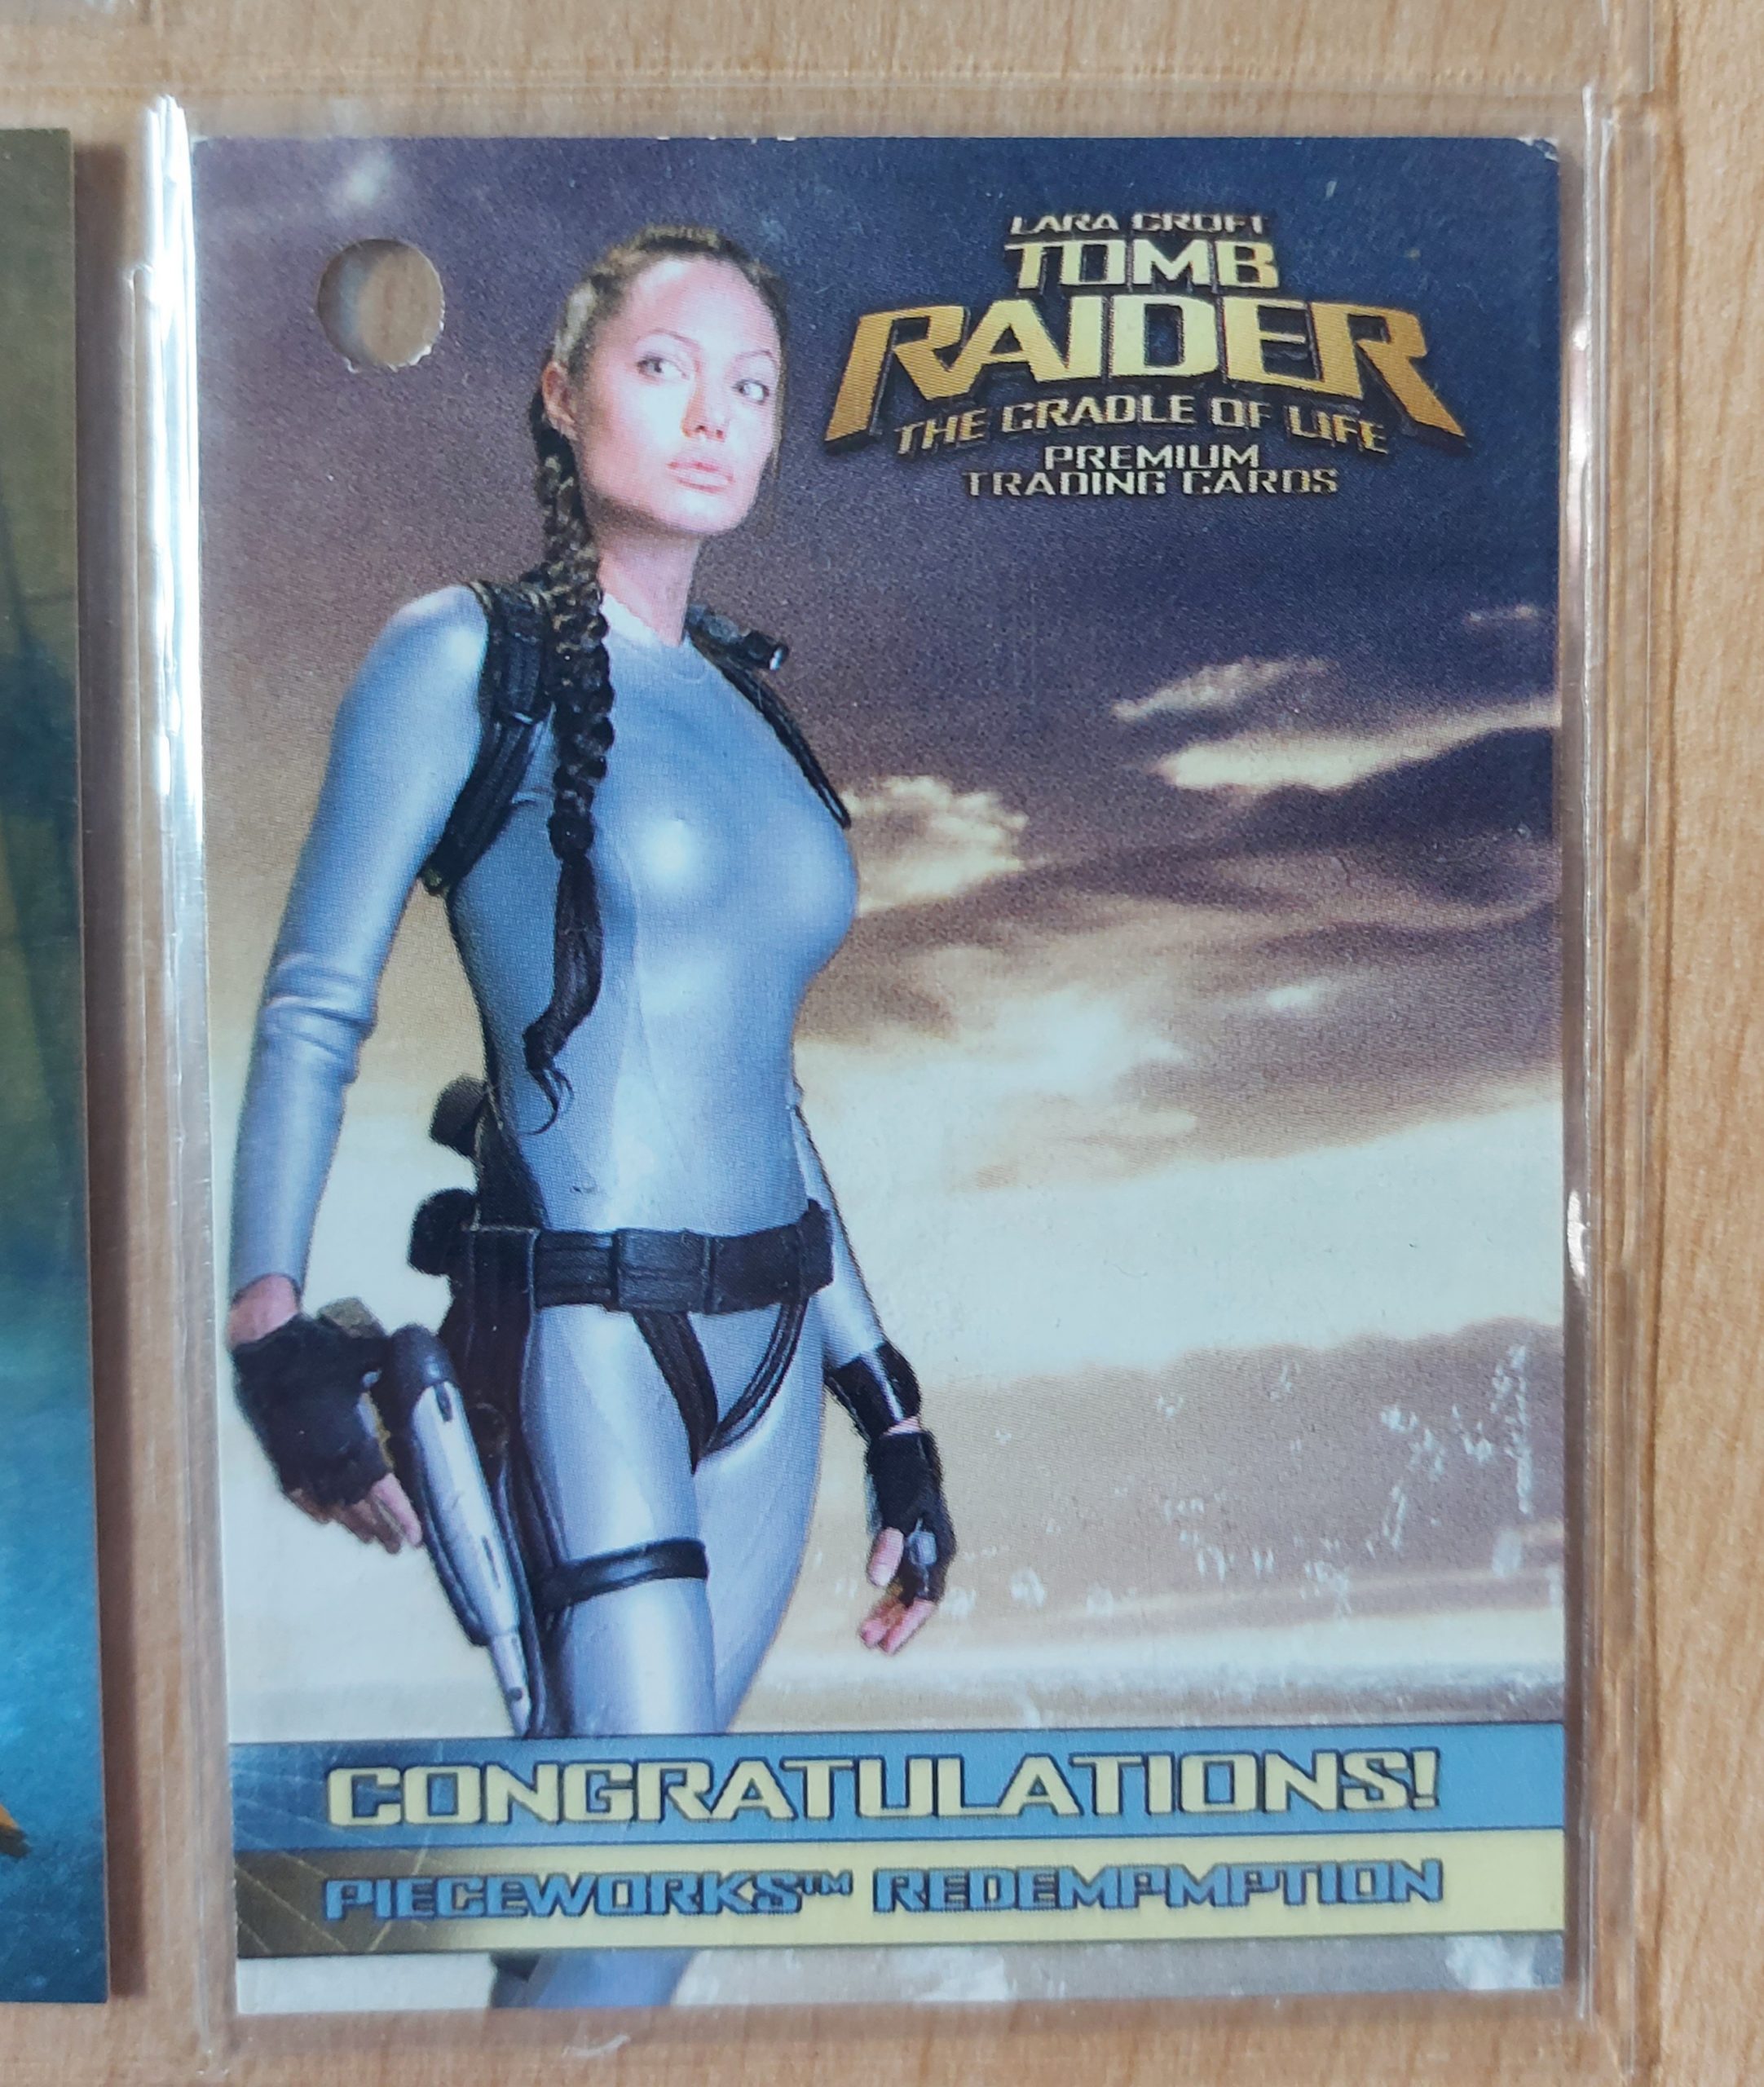 LARA CROFT
TOMB
RAIDER
THE CRADLE OF LIFE
PREMIUM
TRADING CARDS
CONGRATULATIONS!
PIECEWORKS™ REDEMPMPTION